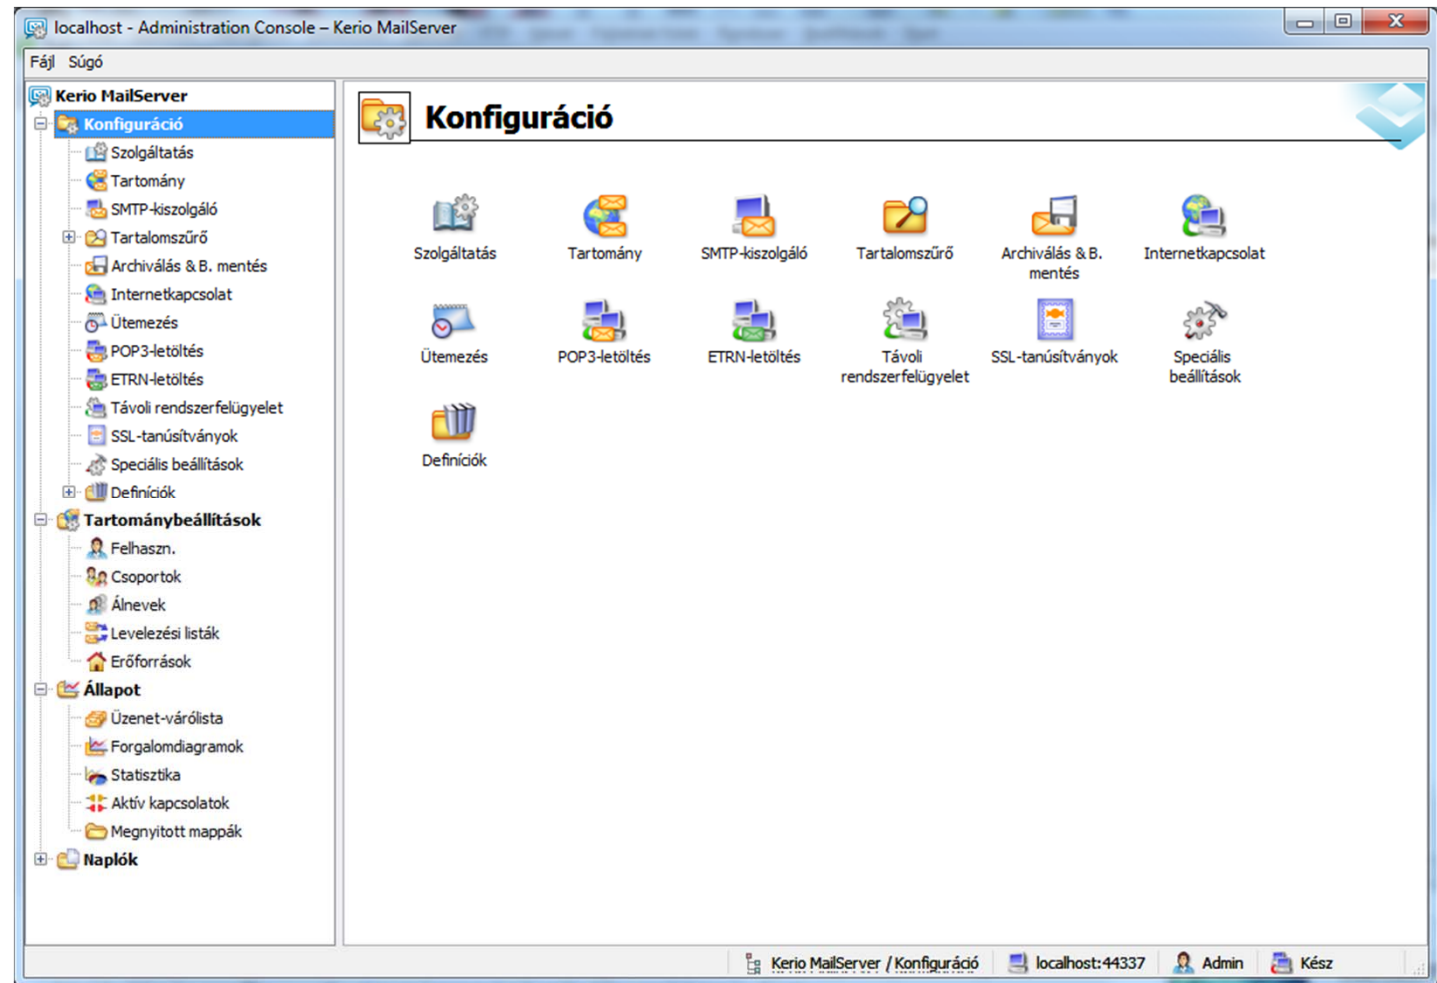 localhost - Administration Console – Kerio MailServer
Fájl Súgó
Kerio MailServer
Konfiguráció
Szolgáltatás
Tartomány
SMTP-kiszolgáló
Tartalomszűrő
Archiválás & B. mentés
Internetkapcsolat
Ütemezés
POP3-letöltés
ETRN-letöltés
Távoli rendszerfelügyelet
SSL-tanúsítványok
Speciális beállítások
Definíciók
Tartománybeállítások
Felhaszn.
Csoportok
Álnevek
Levelezési listák
Erőforrások
Állapot
Üzenet-várólista
Forgalomdiagramok
Statisztika
Aktív kapcsolatok
Megnyitott mappák
Naplók
Konfiguráció
Szolgáltatás Tartomány SMTP-kiszolgáló Tartalomszűrő Archiválás & B. Internetkapcsolat
mentés
Ütemezés POP3-letöltés ETRN-letöltés Távoli SSL-tanúsítványok Speciális
rendszerfelügyelet beállítások
Definíciók
Kerio MailServer / Konfiguráció localhost:44337 Admin Kész